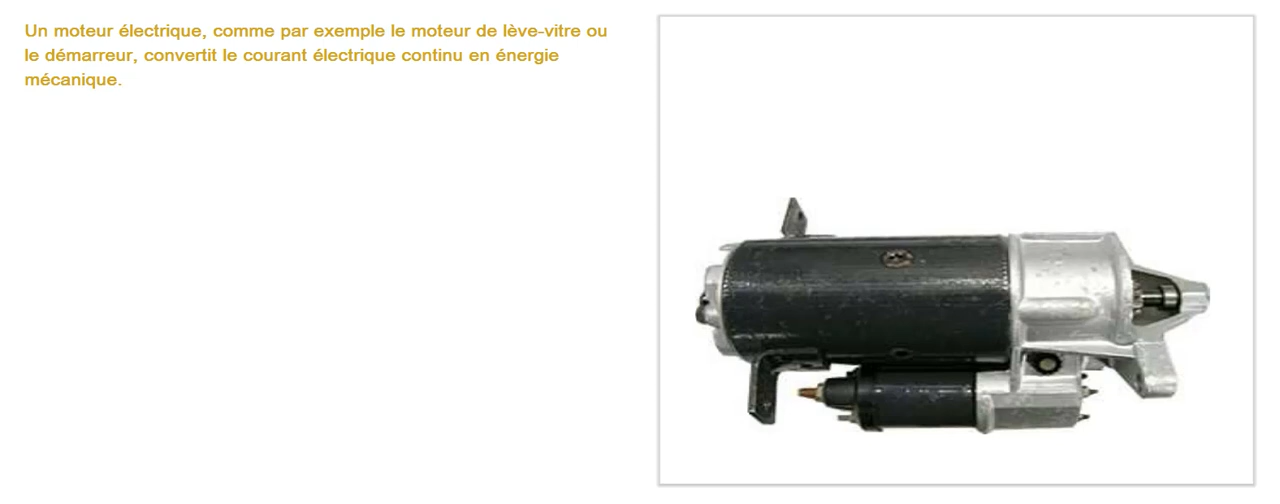 Un moteur électrique, comme par exemple le moteur de lève-vitre ou
le démarreur, convertit le courant électrique continu en énergie
mécanique.